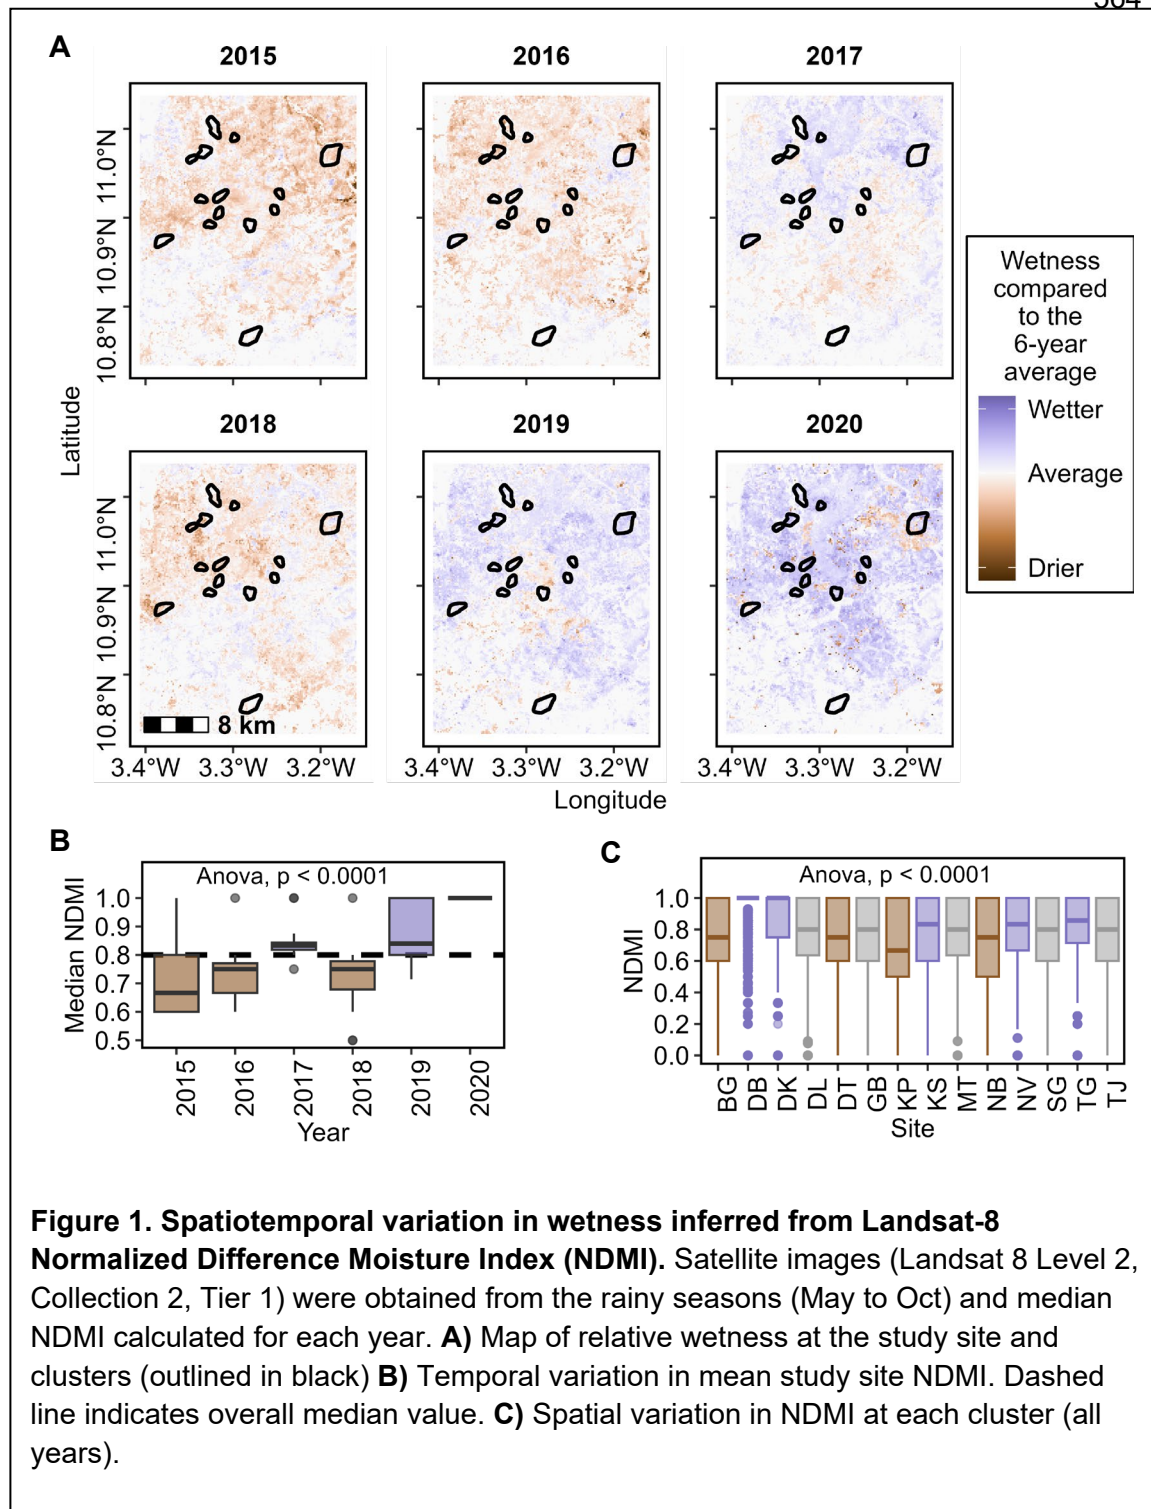 564
A
2015
2016
2017
11.0°N
10.9°N
10.8°N
Wetness
compared
to the
6-year
average
Wetter
Average
Drier
Latitude
2018
2019
2020
11.0°N
10.9°N
10.8°N
8 km
3.4°W 3.3°W 3.2°W
3.4°W 3.3°W 3.2°W
3.4°W 3.3°W 3.2°W
Longitude
B
Anova, p < 0.0001
Median NDMI
1.0
0.9
0.8
0.7
0.6
0.5
2015 2016 2017 2018 2019 2020
Year
C
Anova, p < 0.0001
NDMI
1.0
0.8
0.6
0.4
0.2
0.0
BG DB DK DL DT GB KP KS MT NB NV SG TG TJ
Site
Figure 1. Spatiotemporal variation in wetness inferred from Landsat-8
Normalized Difference Moisture Index (NDMI). Satellite images (Landsat 8 Level 2,
Collection 2, Tier 1) were obtained from the rainy seasons (May to Oct) and median
NDMI calculated for each year. A) Map of relative wetness at the study site and
clusters (outlined in black) B) Temporal variation in mean study site NDMI. Dashed
line indicates overall median value. C) Spatial variation in NDMI at each cluster (all
years).